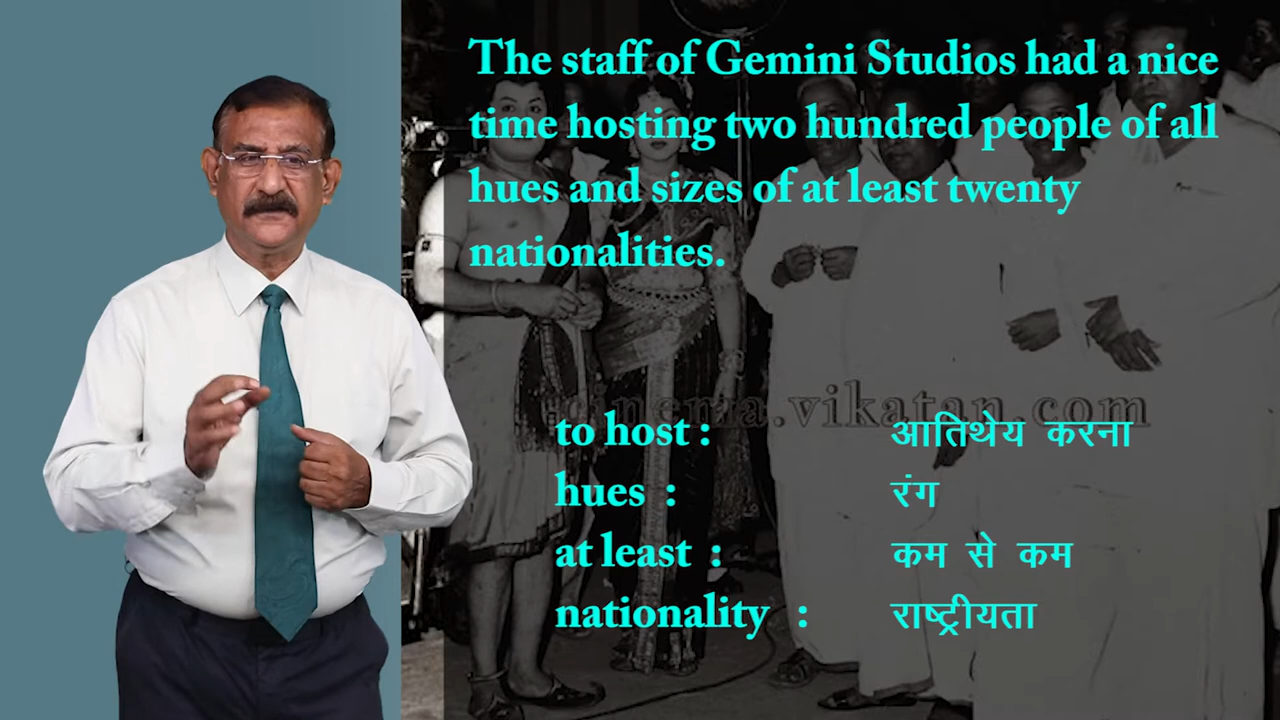 The staff of Gemini Studios had a nice
time hosting two hundred people of all
hues and sizes of at least twenty
nationalities.
cinema.vikatan.com
to host : आतिथेय करना
hues : रंग
at least : कम से कम
nationality : राष्ट्रीयता